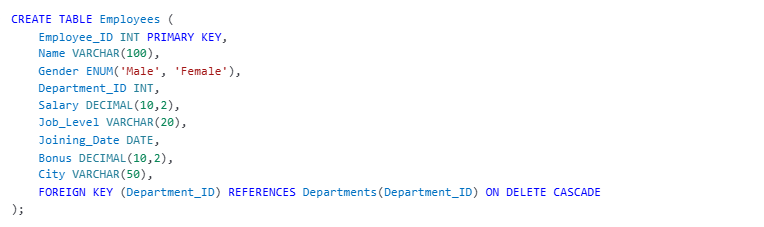 CREATE TABLE Employees (
    Employee_ID INT PRIMARY KEY,
    Name VARCHAR(100),
    Gender ENUM('Male', 'Female'),
    Department_ID INT,
    Salary DECIMAL(10,2),
    Job_Level VARCHAR(20),
    Joining_Date DATE,
    Bonus DECIMAL(10,2),
    City VARCHAR(50),
    FOREIGN KEY (Department_ID) REFERENCES Departments(Department_ID) ON DELETE CASCADE
);